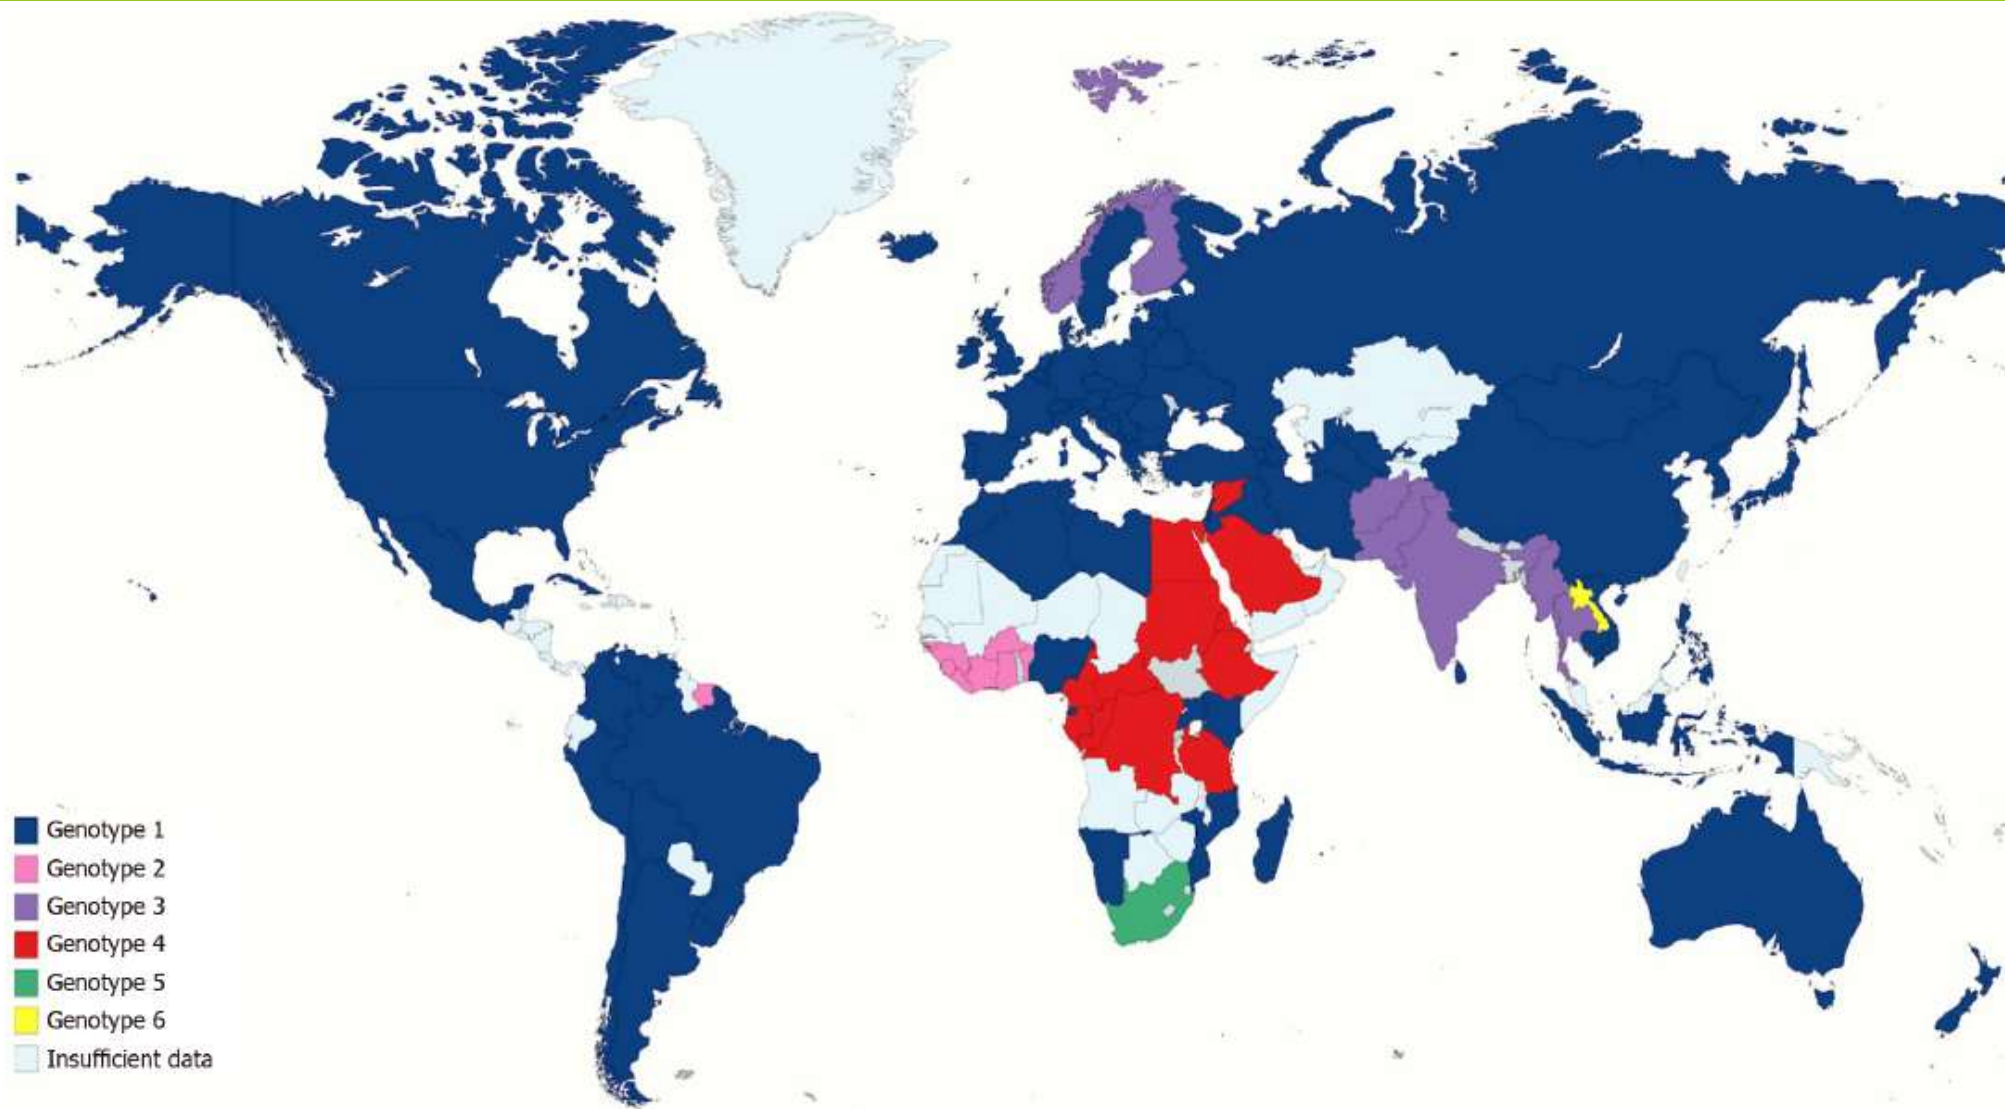 Genotype 1
Genotype 2
Genotype 3
Genotype 4
Genotype 5
Genotype 6
Insufficient data